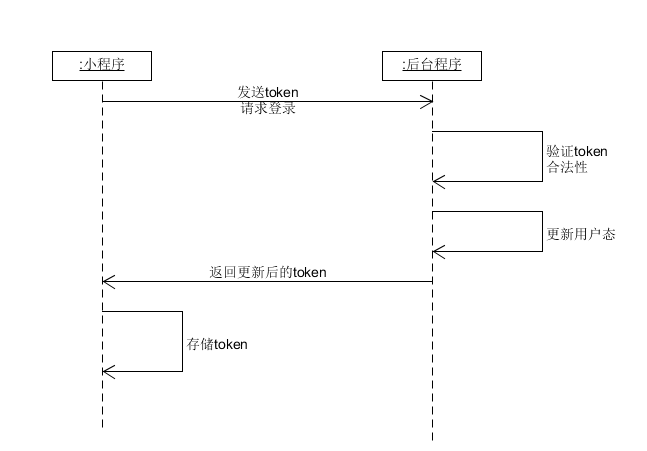 :小程序
:后台程序
发送token
请求登录
验证token
合法性
更新用户态
返回更新后的token
存储token